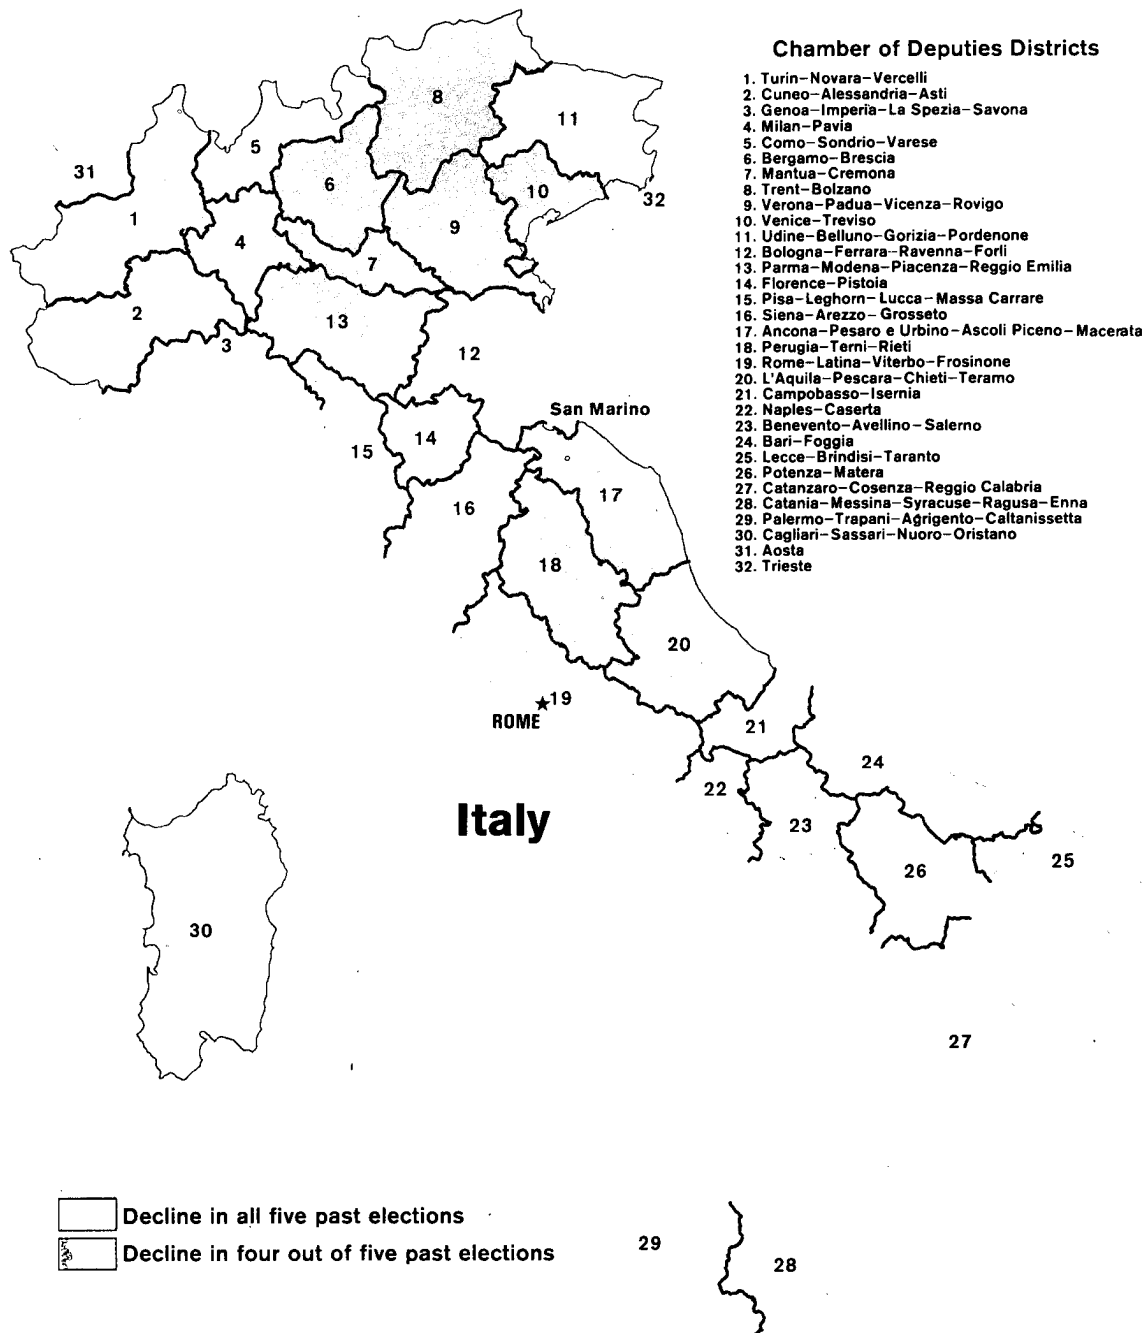 Chamber of Deputies Districts
1. Turin-Novara-Vercelli
2. Cuneo-Alessandria-Asti
3. Genoa-Imperia-La Spezia-Savona
4. Milan-Pavia
5. Como-Sondrio-Varese
6. Bergamo-Brescia
7. Mantua-Cremona
8. Trent-Bolzano
9. Verona-Padua-Vicenza-Rovigo
10. Venice-Treviso
11. Udine-Belluno-Gorizia-Pordenone
12. Bologna-Ferrara-Ravenna-Forli
13. Parma-Modena-Piacenza-Reggio Emilia
14. Florence-Pistoia
15. Pisa-Leghorn-Lucca-Massa Carrare
16. Siena-Arezzo-Grosseto
17. Ancona-Pesaro e Urbino-Ascoli Piceno-Macerata
18. Perugia-Terni-Rieti
19. Rome-Latina-Viterbo-Frosinone
20. L'Aquila-Pescara-Chieti-Teramo
21. Campobasso-Isernia
22. Naples-Caserta
23. Benevento-Avellino-Salerno
24. Bari-Foggia
25. Lecce-Brindisi-Taranto
26. Potenza-Matera
27. Catanzaro-Cosenza-Reggio Calabria
28. Catania-Messina-Syracuse-Ragusa-Enna
29. Palermo-Trapani-Agrigento-Caltanissetta
30. Cagliari-Sassari-Nuoro-Oristano
31. Aosta
32. Trieste
8
11
5
31
6
10
32
1
9
4
7
2
13
3
12
San Marino
14
15
17
16
18
20
19
ROME
21
24
22
Italy
23
25
26
30
27
Decline in all five past elections
Decline in four out of five past elections
29
28